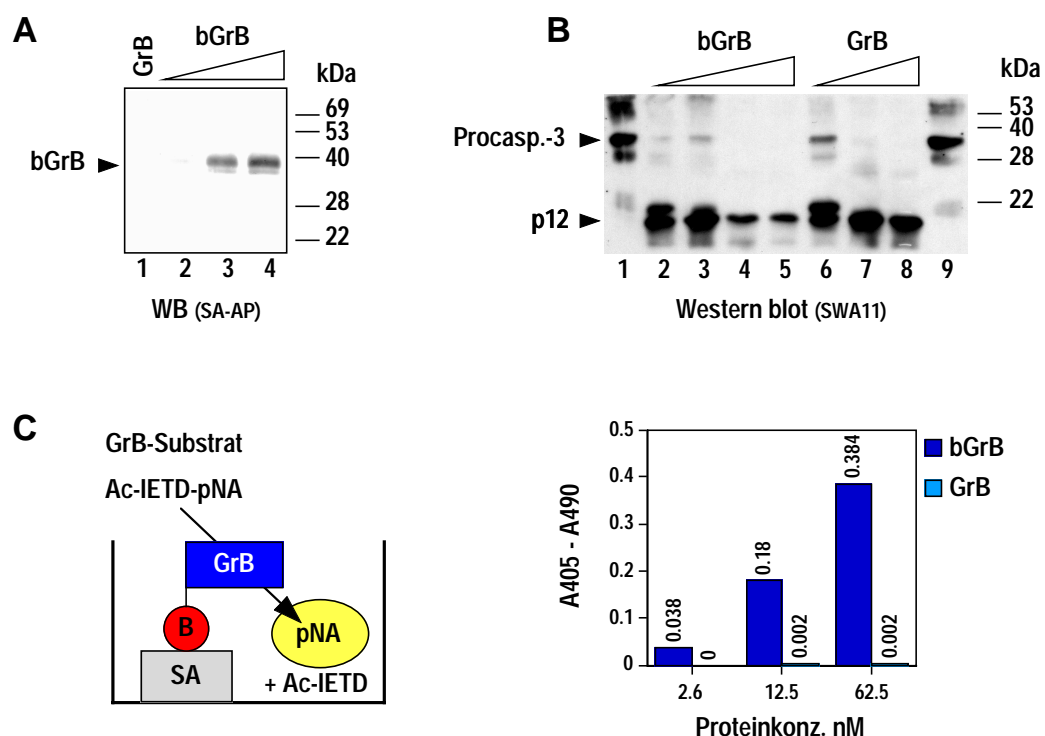 A
GrB
bGrB
kDa
69
53
40
28
22
bGrB
1 2 3 4
WB (SA-AP)
B
bGrB GrB
kDa
53
40
28
22
Procasp.-3
p12
1 2 3 4 5 6 7 8 9
Western blot (SWA11)
C
GrB-Substrat
Ac-IETD-pNA
GrB
B
pNA
SA
+ Ac-IETD
A405 - A490
0.5
0.4
0.3
0.2
0.1
0
0.038
0
0.18
0.002
0.384
0.002
2.6 12.5 62.5
Proteinkonz. nM
bGrB
GrB